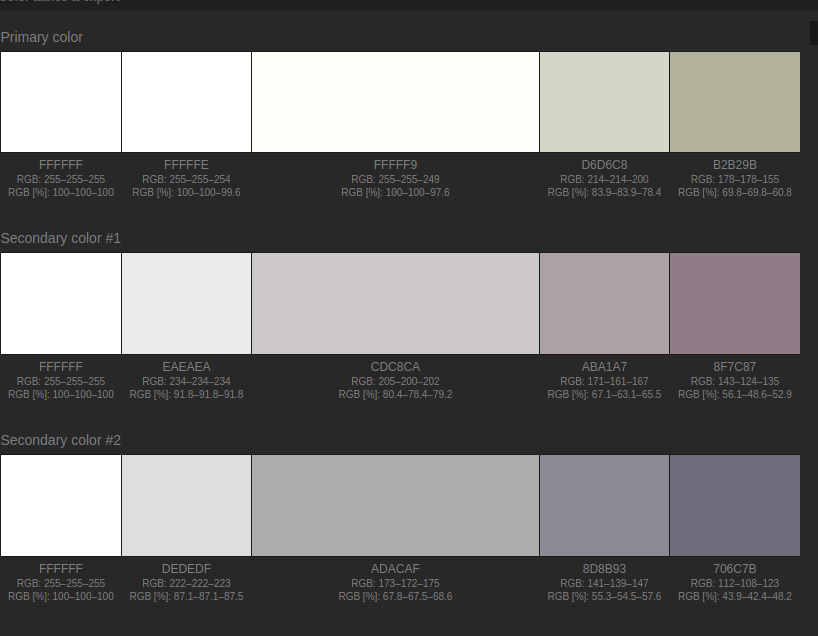 Primary color
FFFFFF FFFFFE FFFFF9 D6D6C8 B2B29B
RGB: 255–255–255 RGB: 255–255–254 RGB: 255–255–249 RGB: 214–214–200 RGB: 178–178–155
RGB [%]: 100–100–100 RGB [%]: 100–100–99.6 RGB [%]: 100–100–97.6 RGB [%]: 83.9–83.9–78.4 RGB [%]: 69.8–69.8–60.8
Secondary color #1
FFFFFF EAEAEA CDC8CA ABA1A7 8F7C87
RGB: 255–255–255 RGB: 234–234–234 RGB: 205–200–202 RGB: 171–161–167 RGB: 143–124–135
RGB [%]: 100–100–100 RGB [%]: 91.8–91.8–91.8 RGB [%]: 80.4–78.4–79.2 RGB [%]: 67.1–63.1–65.5 RGB [%]: 56.1–48.6–52.9
Secondary color #2
FFFFFF DEDEDF ADACAF 8D8B93 706C7B
RGB: 255–255–255 RGB: 222–222–223 RGB: 173–172–175 RGB: 141–139–147 RGB: 112–108–123
RGB [%]: 100–100–100 RGB [%]: 87.1–87.1–87.5 RGB [%]: 67.8–67.5–68.6 RGB [%]: 55.3–54.5–57.6 RGB [%]: 43.9–42.4–48.2